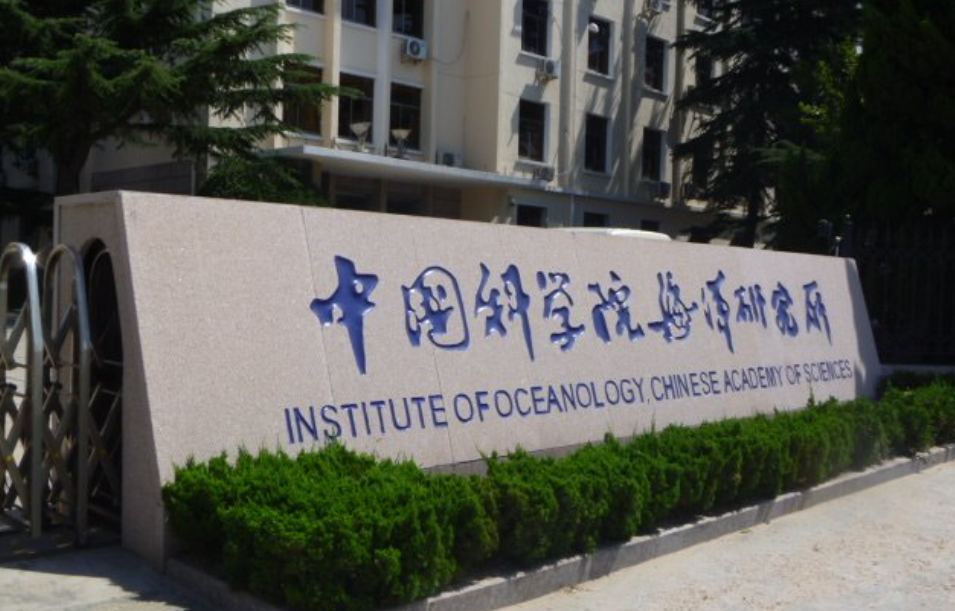 中国科学院海洋研究所
INSTITUTE OF OCEANOLOGY, CHINESE ACADEMY OF SCIENCES